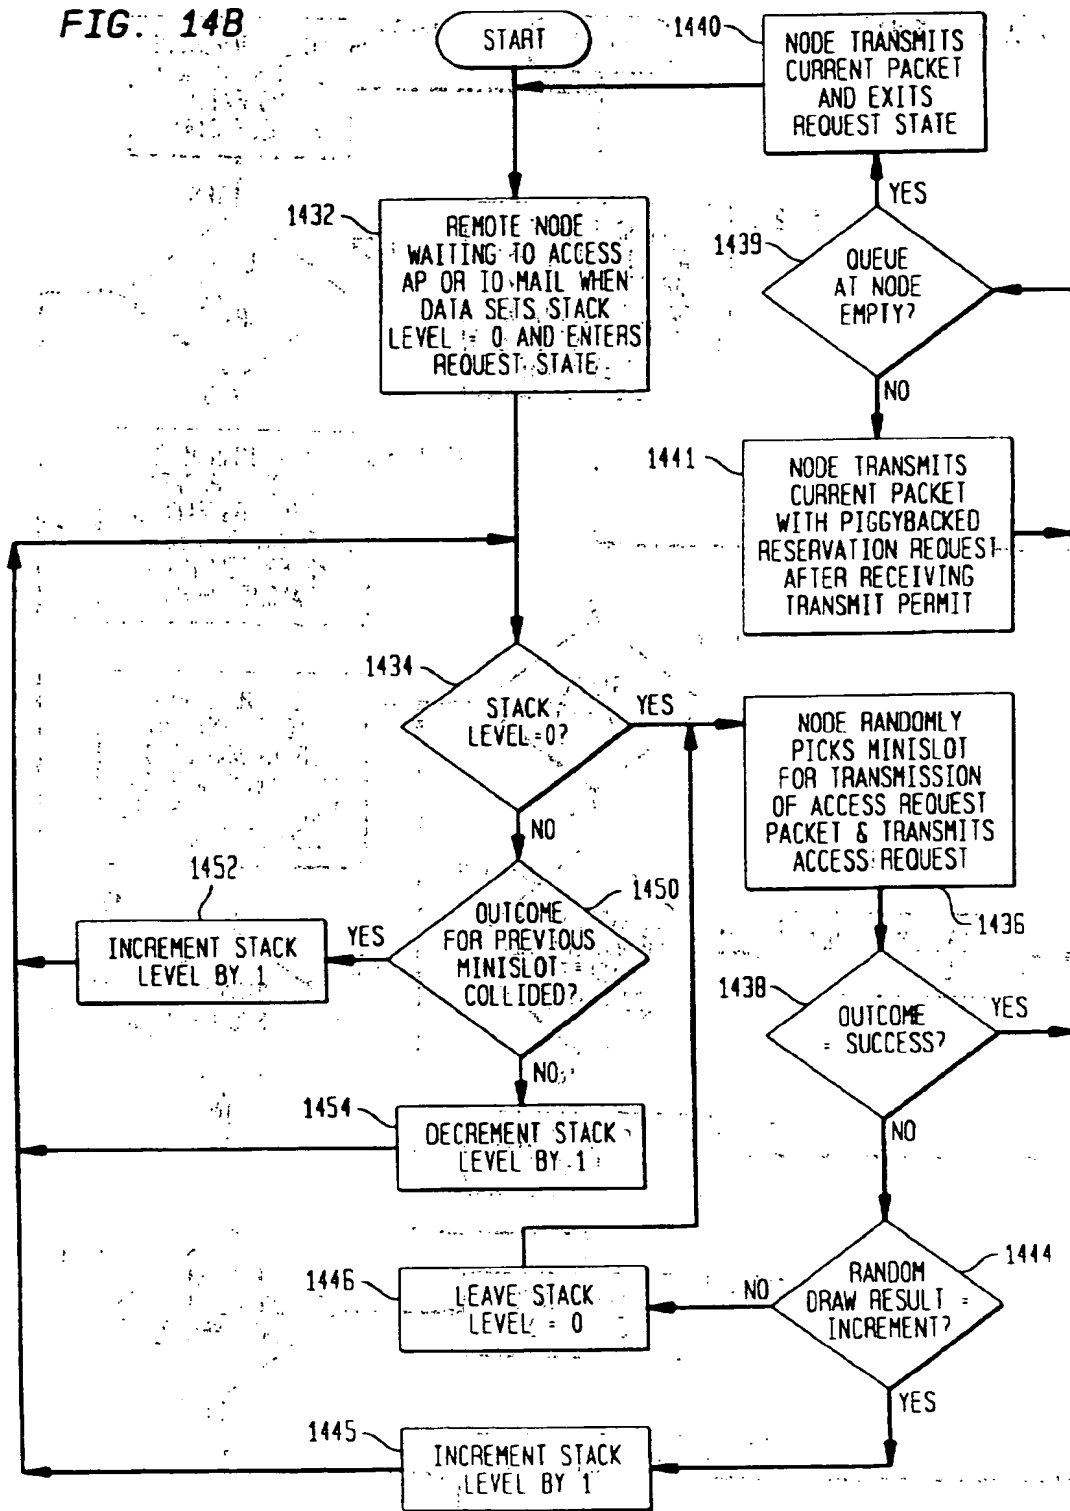 FIG. 14B
START
1440
NODE TRANSMITS
CURRENT PACKET
AND EXITS
REQUEST STATE
YES
1432
REMOTE NODE
WAITING TO ACCESS
AP OR IO MAIL WHEN
DATA SETS STACK
LEVEL != 0 AND ENTERS
REQUEST STATE
1439
QUEUE
AT NODE
EMPTY?
NO
1441
NODE TRANSMITS
CURRENT PACKET
WITH PIGGYBACKED
RESERVATION REQUEST
AFTER RECEIVING
TRANSMIT PERMIT
1434
STACK
LEVEL=0?
YES
NO
NODE RANDOMLY
PICKS MINISLOT
FOR TRANSMISSION
OF ACCESS REQUEST
PACKET & TRANSMITS
ACCESS REQUEST
1436
1452
INCREMENT STACK
LEVEL BY 1
YES
1450
OUTCOME
FOR PREVIOUS
MINISLOT =
COLLIDED?
NO
1438
OUTCOME
= SUCCESS?
YES
NO
1454
DECREMENT STACK
LEVEL BY 1
1446
LEAVE STACK
LEVEL = 0
NO
1444
RANDOM
DRAW RESULT =
INCREMENT?
YES
1445
INCREMENT STACK
LEVEL BY 1